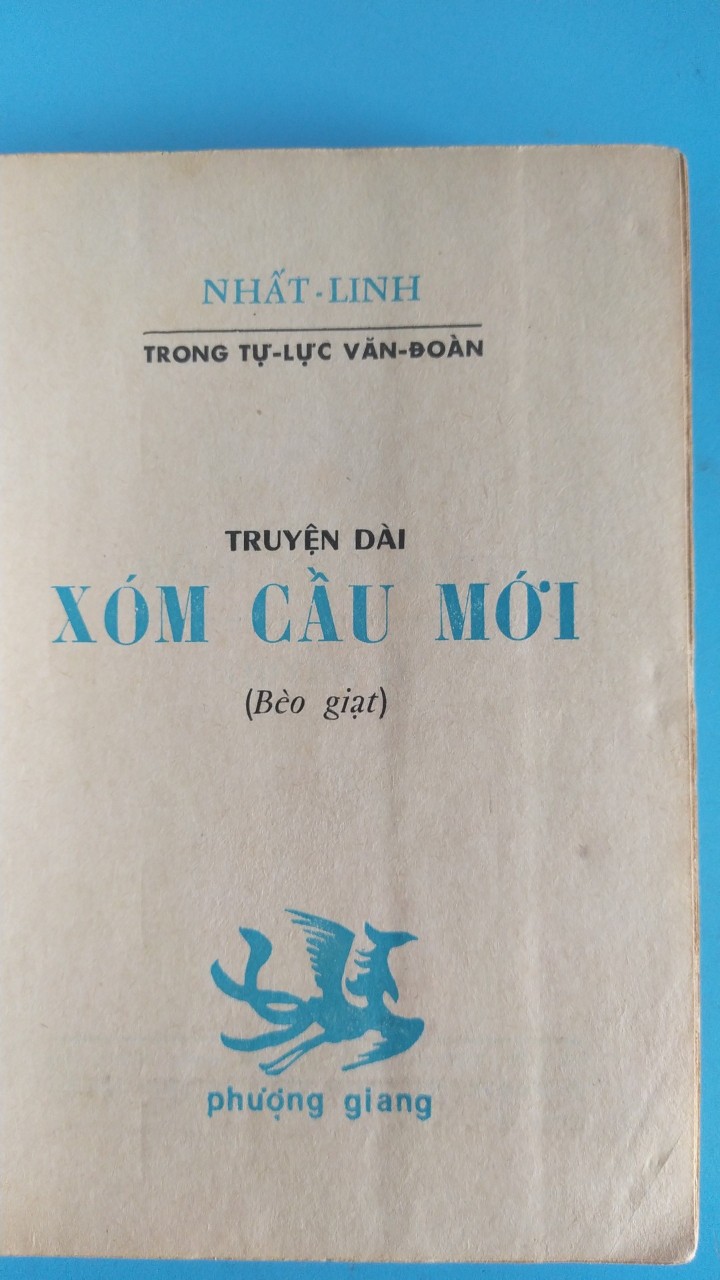 NHẤT-LINH
TRONG TỰ-LỰC VĂN-ĐOÀN
TRUYỆN DÀI
XÓM CẦU MỚI
(Bèo giạt)
phượng giang